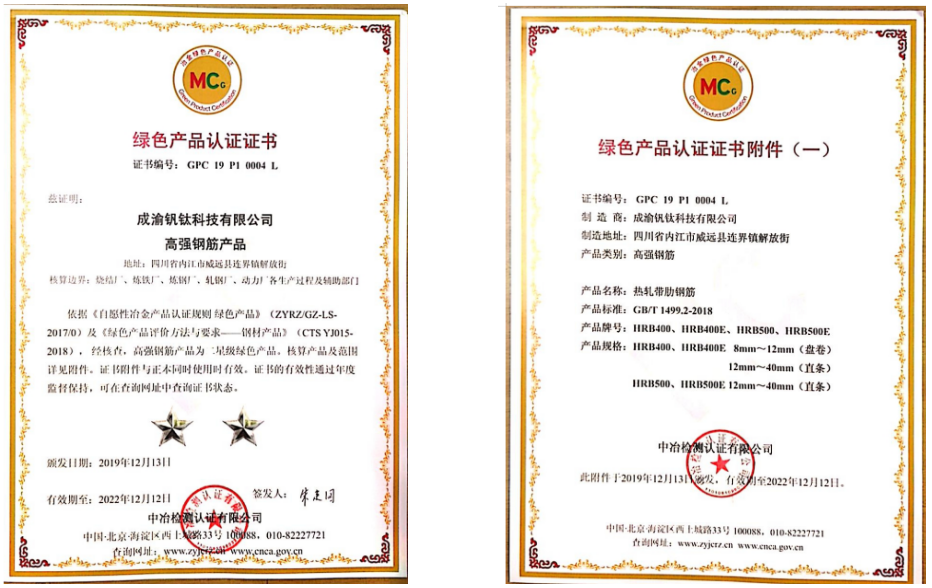 冶金绿色产品认证
MCG
Green Product Certification
绿色产品认证证书
证书编号： GPC 19 P1 0004 L
兹证明：
成渝钒钛科技有限公司
高强钢筋产品
地址：四川省内江市威远县连界镇解放街
核算边界：烧结厂、炼铁厂、炼钢厂、轧钢厂、动力厂各生产过程及辅助部门
依据《自愿性冶金产品认证规则 绿色产品》（ZYRZ/GZ-LS-
2017/0）及《绿色产品评价方法与要求——钢材产品》（CTS YJ015-
2018），经核查，高强钢筋产品为二星级绿色产品。核算产品及范围
详见附件。证书附件与正本同时使用时有效。证书的有效性通过年度
监督保持，可在查询网址中查询证书状态。
颁发日期：2019年12月13日
有效期至：2022年12月12日
签发人：
中冶检测认证有限公司
中国·北京·海淀区西土城路33号 100088，010-82227721
查询网址：www.zyjcrz.cn www.cnca.gov.cn
冶金绿色产品认证
MCG
Green Product Certification
绿色产品认证证书附件（一）
证书编号： GPC 19 P1 0004 L
制 造 商：成渝钒钛科技有限公司
制造地址：四川省内江市威远县连界镇解放街
产品类别：高强钢筋
产品名称：热轧带肋钢筋
产品标准：GB/T 1499.2-2018
产品牌号：HRB400、HRB400E、HRB500、HRB500E
产品规格：HRB400、HRB400E 8mm～12mm（盘卷）
12mm～40mm（直条）
HRB500、HRB500E 12mm～40mm（直条）
中冶检测认证有限公司
此附件于2019年12月13日颁发，有效期至2022年12月12日。
中国·北京·海淀区西土城路33号 100088，010-82227721
查询网址：www.zyjcrz.cn www.cnca.gov.cn